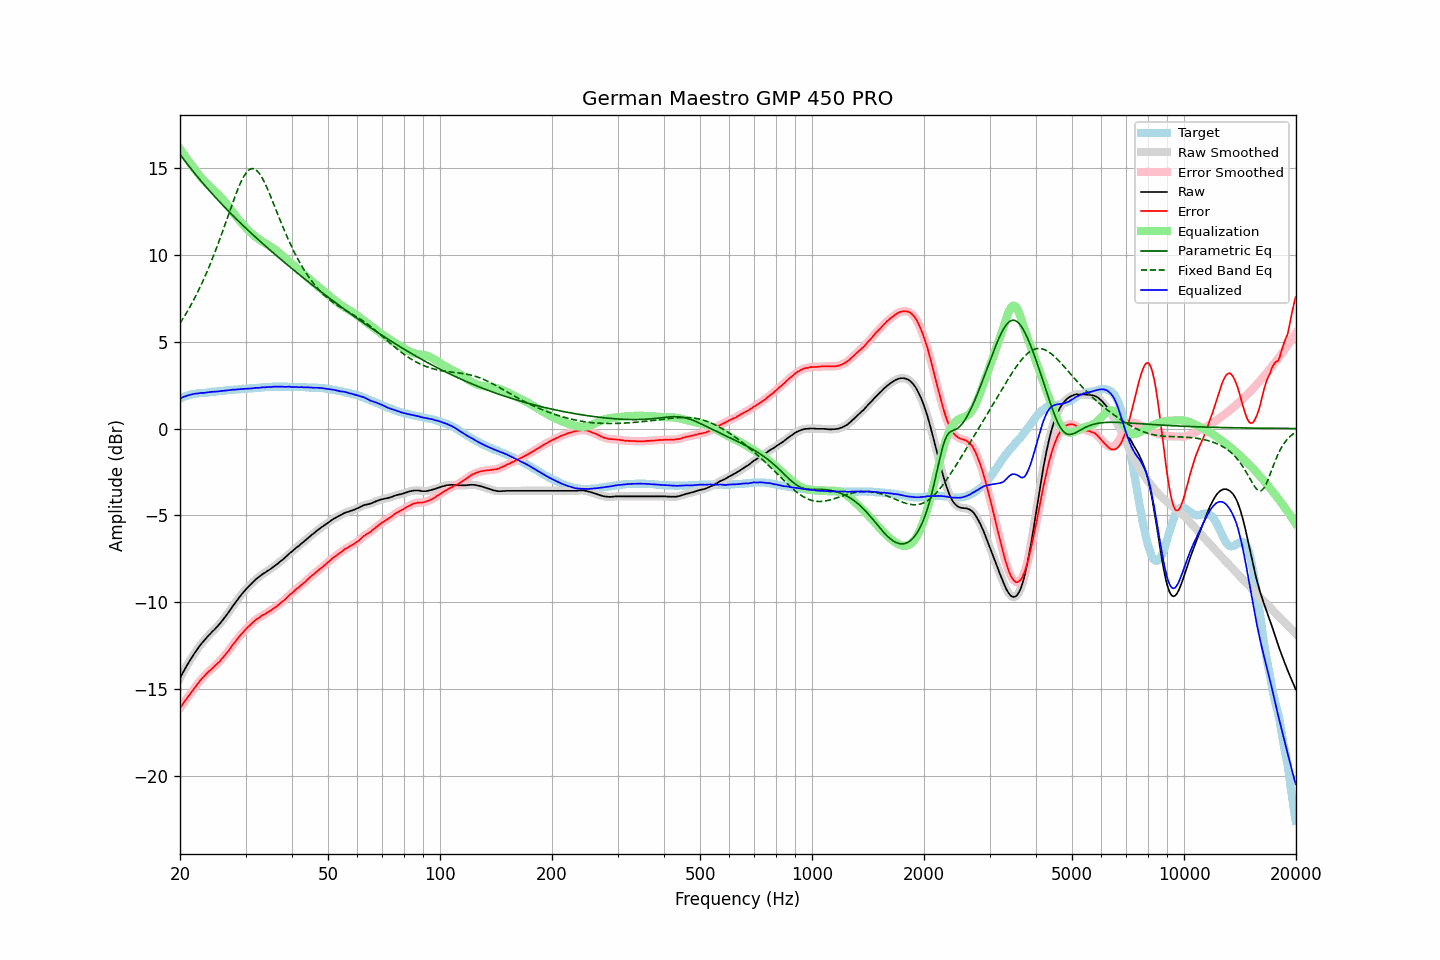 German Maestro GMP 450 PRO
Target
Raw Smoothed
Error Smoothed
Raw
Error
Equalization
Parametric Eq
Fixed Band Eq
Equalized
Amplitude (dBr)
15
10
5
0
−5
−10
−15
−20
20
50
100
200
500
1000
2000
5000
10000
20000
Frequency (Hz)